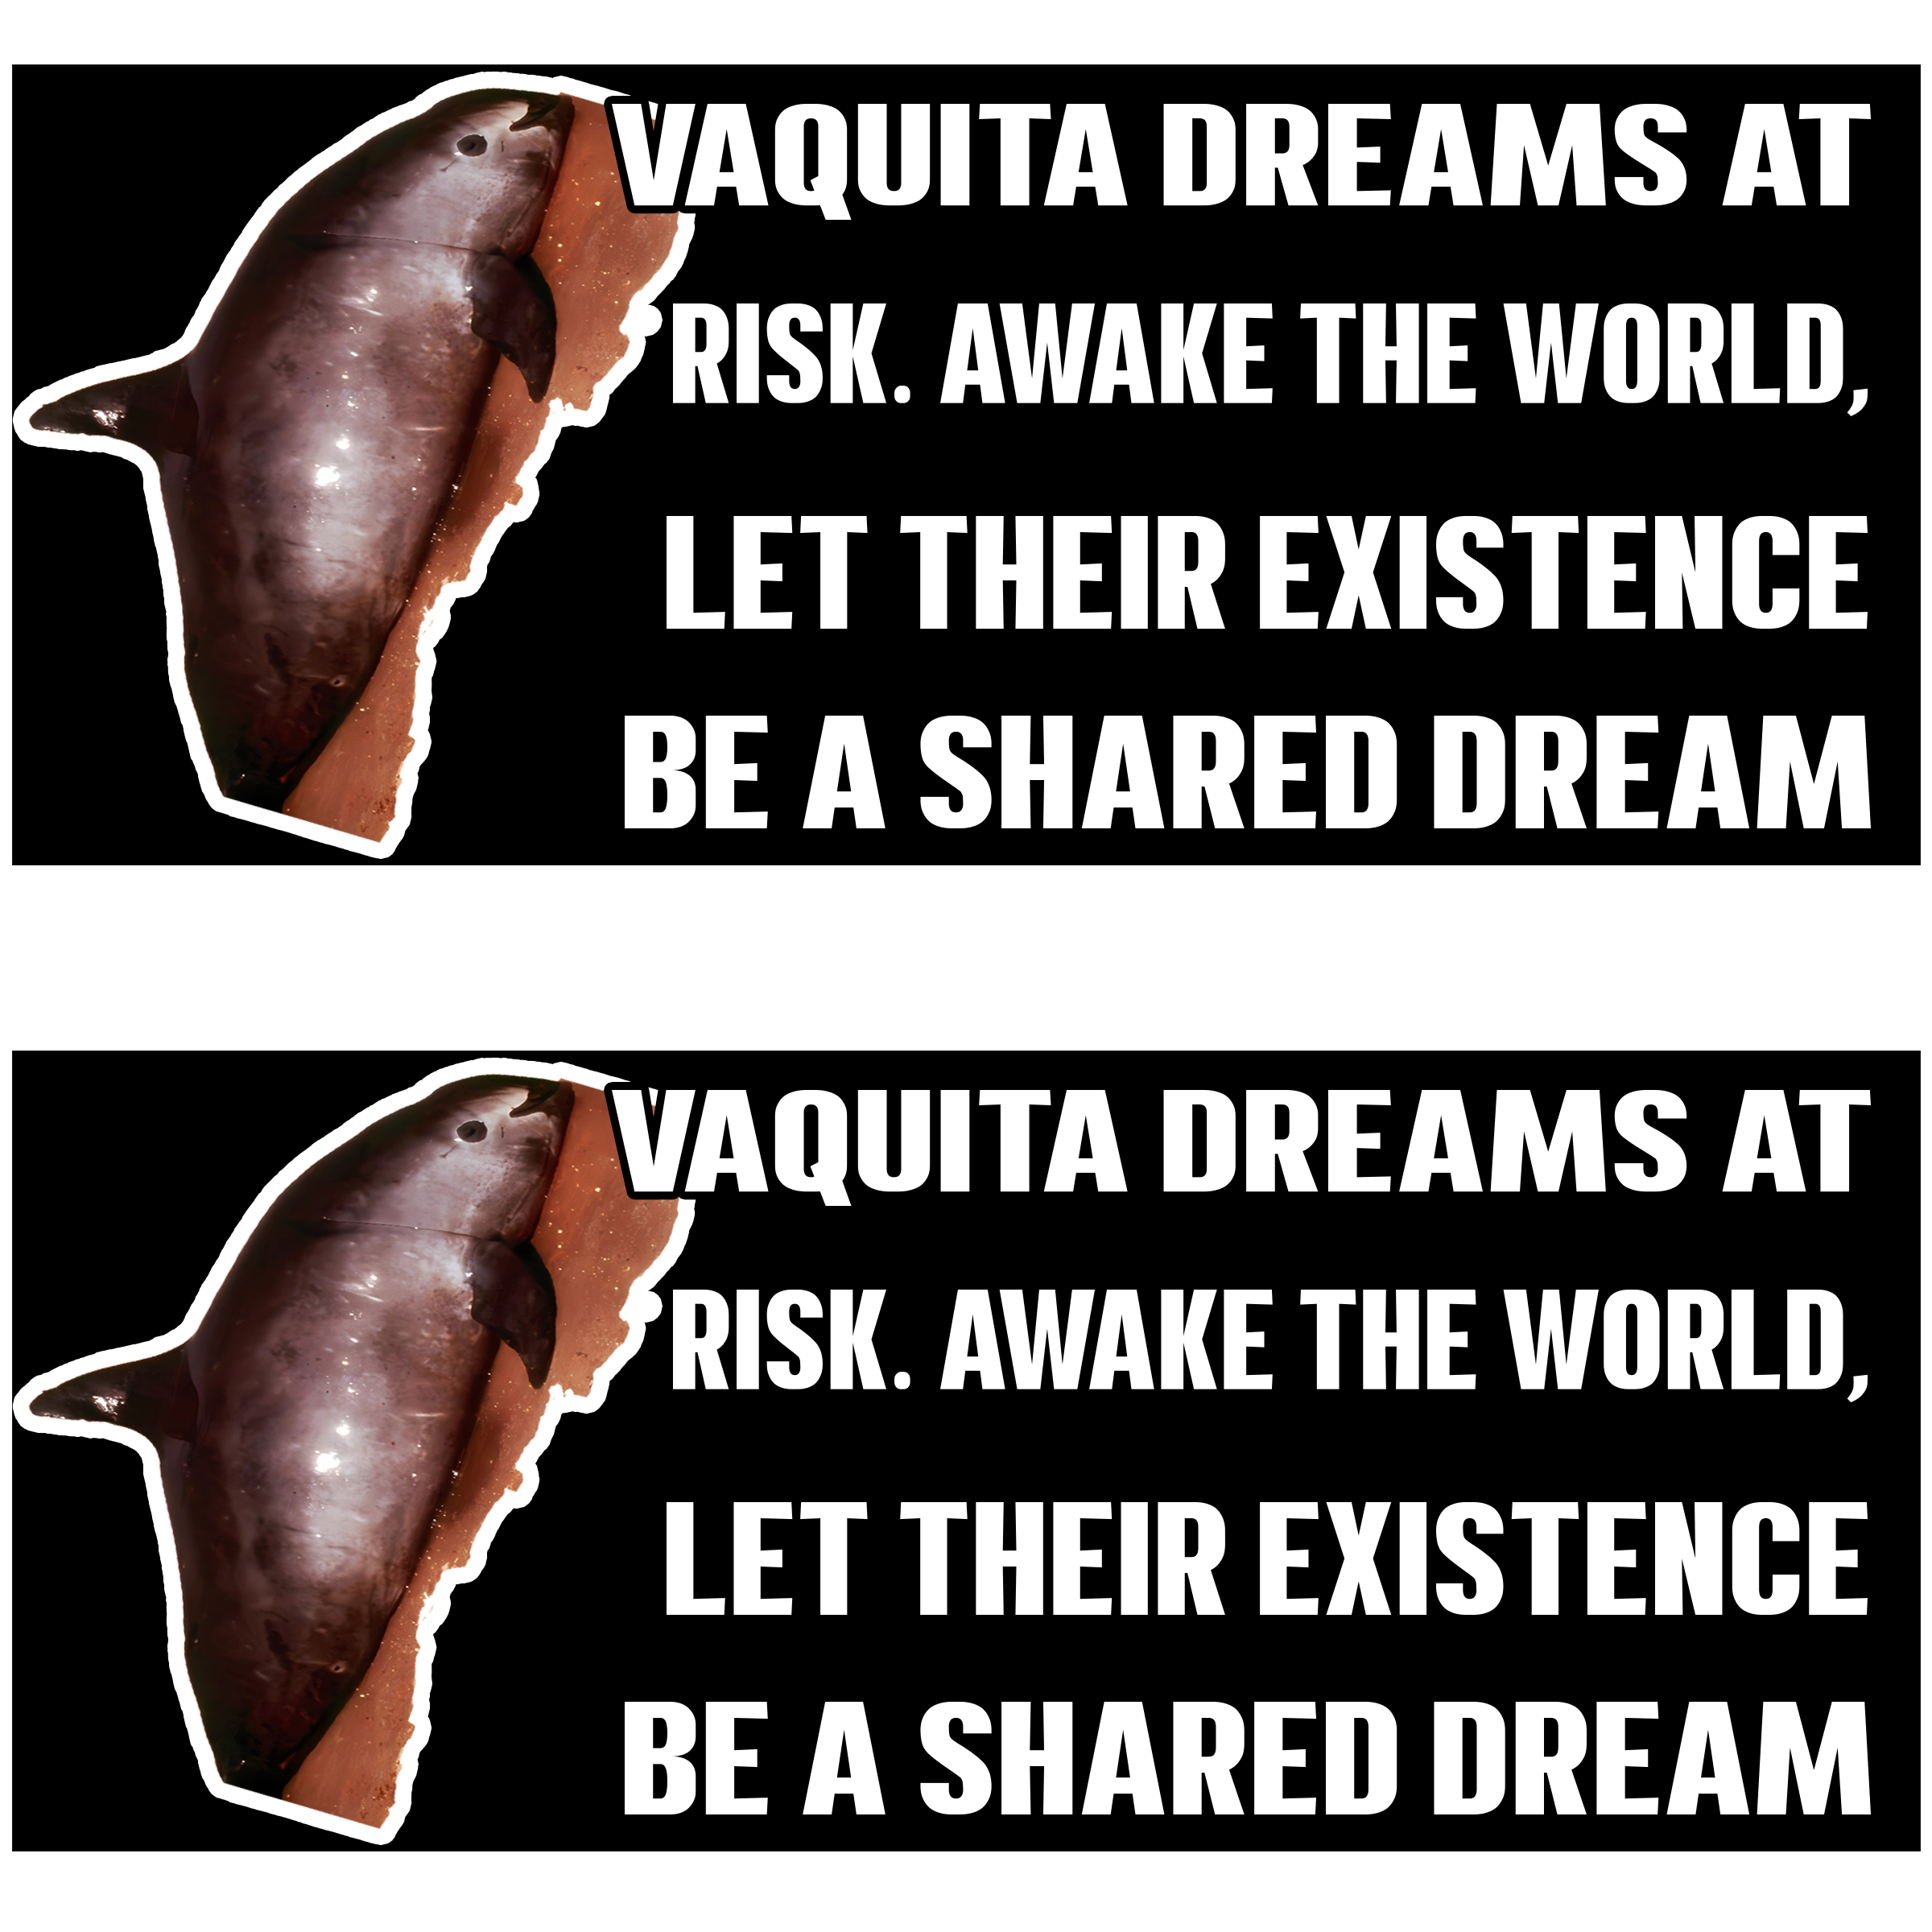 VAQUITA DREAMS AT
RISK. AWAKE THE WORLD,
LET THEIR EXISTENCE
BE A SHARED DREAM
VAQUITA DREAMS AT
RISK. AWAKE THE WORLD,
LET THEIR EXISTENCE
BE A SHARED DREAM